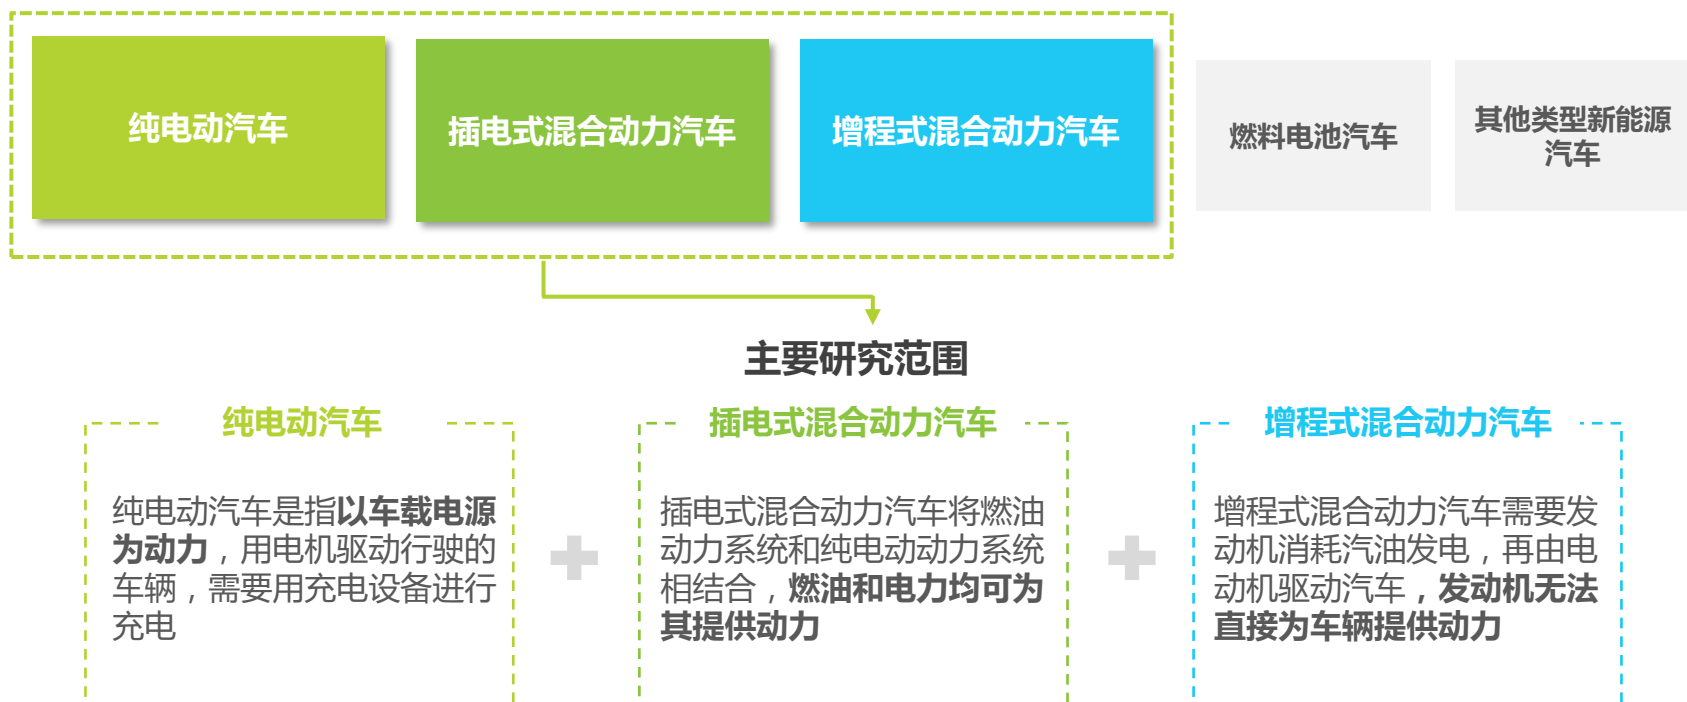 纯电动汽车
插电式混合动力汽车
增程式混合动力汽车
燃料电池汽车
其他类型新能源
汽车
主要研究范围
纯电动汽车
纯电动汽车是指以车载电源
为动力，用电机驱动行驶的
车辆，需要用充电设备进行
充电
插电式混合动力汽车
插电式混合动力汽车将燃油
动力系统和纯电动动力系统
相结合，燃油和电力均可为
其提供动力
增程式混合动力汽车
增程式混合动力汽车需要发
动机消耗汽油发电，再由电
动机驱动汽车，发动机无法
直接为车辆提供动力